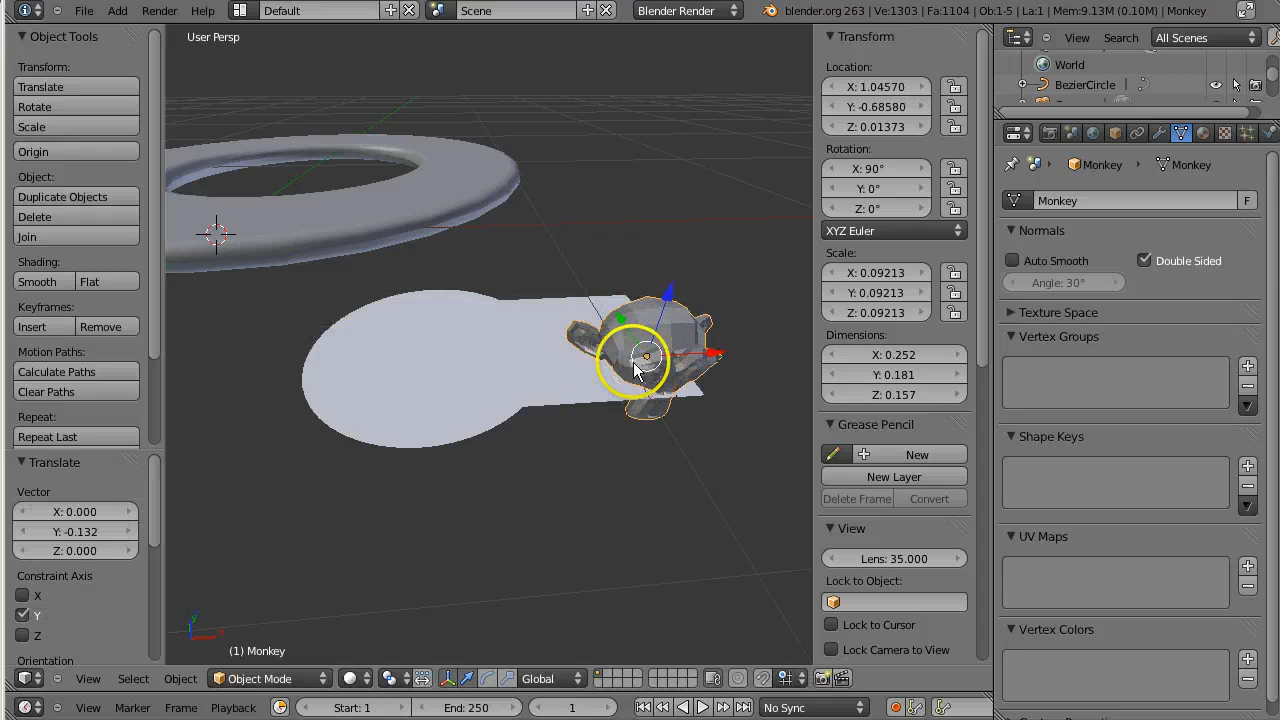 File Add Render Help Default Scene Blender Render blender.org 263 | Ve:1303 | Fa:1104 | Ob:1-5 | La:1 | Mem:9.13M (0.10M) | Monkey
Object Tools
Transform:
Translate
Rotate
Scale
Origin
Object:
Duplicate Objects
Delete
Join
Shading:
Smooth Flat
Keyframes:
Insert Remove
Motion Paths:
Calculate Paths
Clear Paths
Repeat:
Repeat Last
Translate
Vector
X: 0.000
Y: -0.132
Z: 0.000
Constraint Axis
X
Y
Z
Orientation
User Persp
y
x
(1) Monkey
View Select Object Object Mode Global
View Marker Frame Playback Start: 1 End: 250 1 No Sync
Transform
Location:
X: 1.04570
Y: -0.68580
Z: 0.01373
Rotation:
X: 90°
Y: 0°
Z: 0°
XYZ Euler
Scale:
X: 0.09213
Y: 0.09213
Z: 0.09213
Dimensions:
X: 0.252
Y: 0.181
Z: 0.157
Grease Pencil
New
New Layer
Delete Frame Convert
View
Lens: 35.000
Lock to Object:
Lock to Cursor
Lock Camera to View
View Search All Scenes
World
BezierCircle
Monkey Monkey
Monkey F
Normals
Auto Smooth Double Sided
Angle: 30°
Texture Space
Vertex Groups
Shape Keys
UV Maps
Vertex Colors